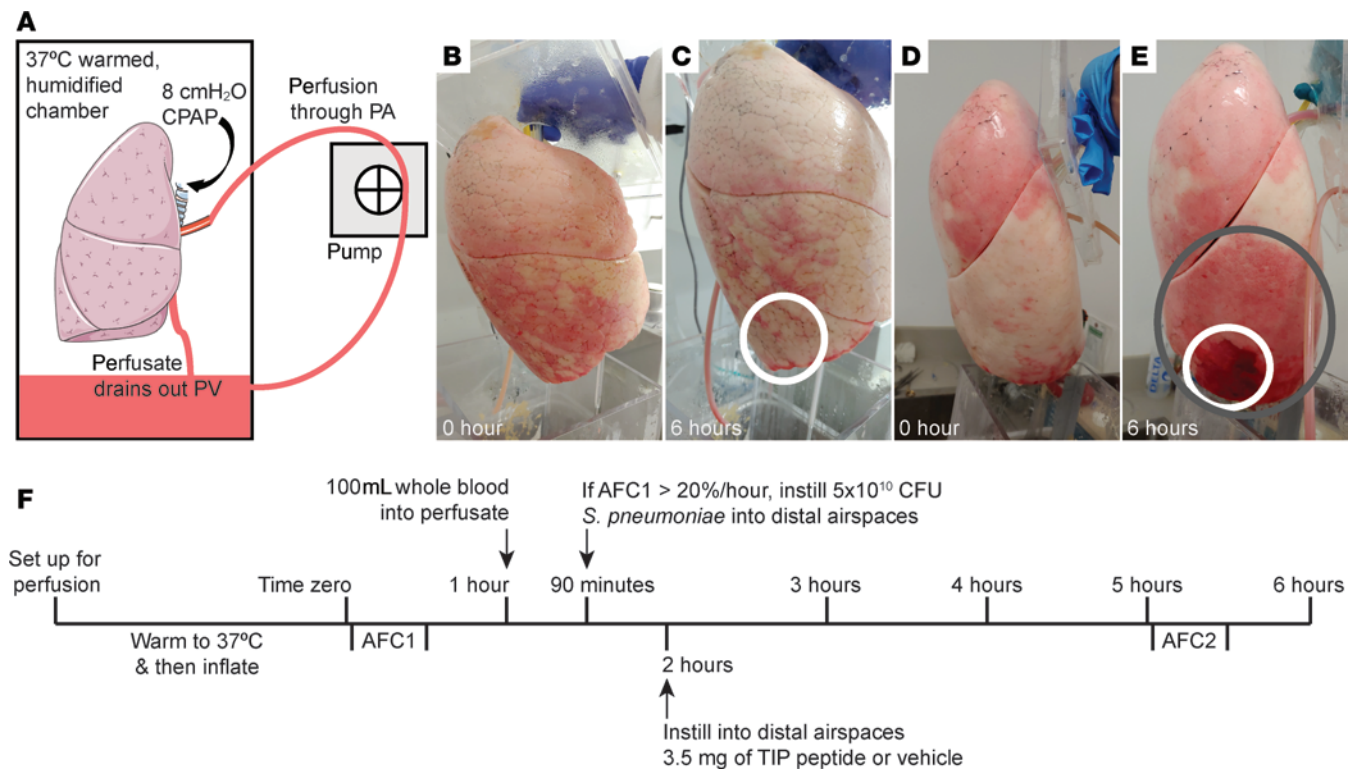 A
37ºC warmed,
humidified
chamber
8 cmH₂O
CPAP
Perfusion
through PA
Pump
Perfusate
drains out PV
B
0 hour
C
6 hours
D
0 hour
E
DELTA
6 hours
F
Set up for
perfusion
Time zero
100mL whole blood
into perfusate
1 hour
If AFC1 > 20%/hour, instill 5x10¹⁰ CFU
S. pneumoniae into distal airspaces
90 minutes
3 hours
4 hours
5 hours
6 hours
Warm to 37ºC
& then inflate
AFC1
2 hours
Instill into distal airspaces
3.5 mg of TIP peptide or vehicle
AFC2